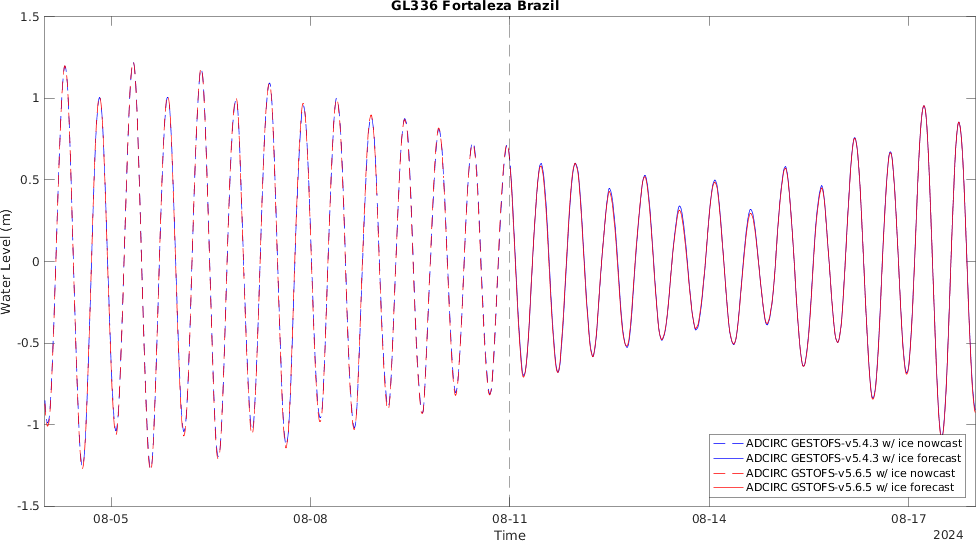 GL336 Fortaleza Brazil
1.5
1
0.5
0
-0.5
-1
-1.5
Water Level (m)
ADCIRC GESTOFS-v5.4.3 w/ ice nowcast
ADCIRC GESTOFS-v5.4.3 w/ ice forecast
ADCIRC GSTOFS-v5.6.5 w/ ice nowcast
ADCIRC GSTOFS-v5.6.5 w/ ice forecast
08-05
08-08
08-11
08-14
08-17
Time
2024